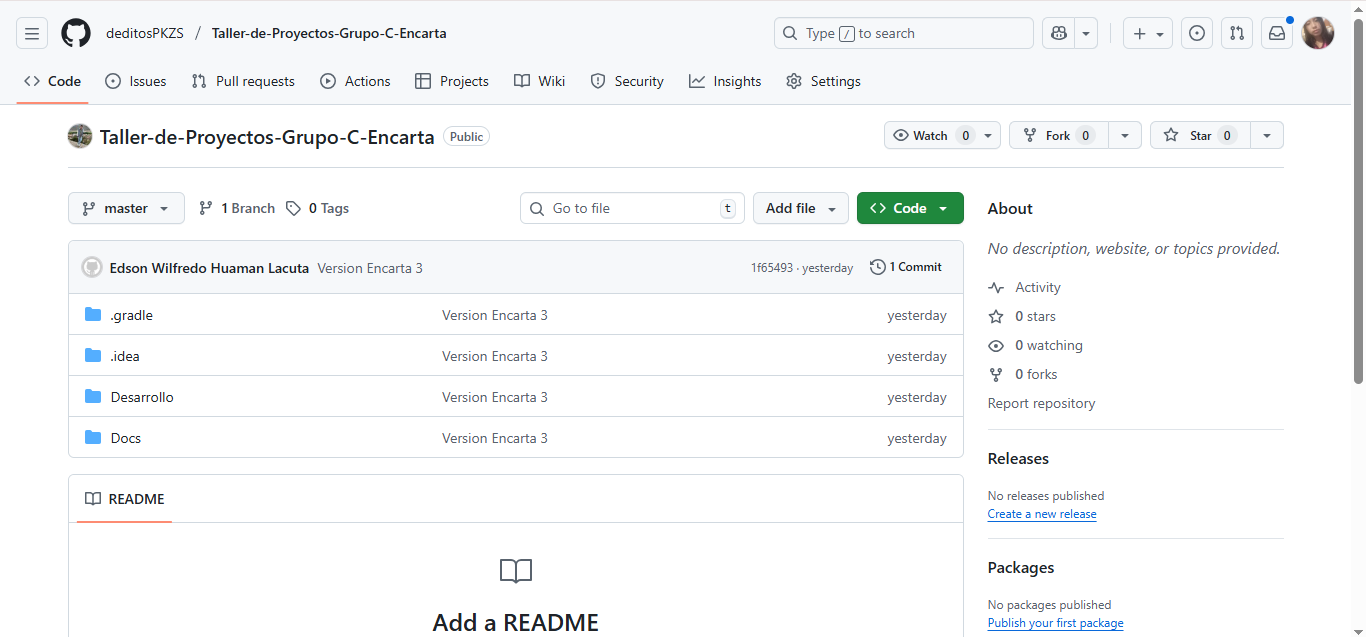 deditosPKZS / Taller-de-Proyectos-Grupo-C-Encarta Type / to search
Code Issues Pull requests Actions Projects Wiki Security Insights Settings
Taller-de-Proyectos-Grupo-C-Encarta Public Watch 0 Fork 0 Star 0
master 1 Branch 0 Tags Go to file t Add file Code
Edson Wilfredo Huaman Lacuta Version Encarta 3 1f65493 · yesterday 1 Commit
.gradle Version Encarta 3 yesterday
.idea Version Encarta 3 yesterday
Desarrollo Version Encarta 3 yesterday
Docs Version Encarta 3 yesterday
README
Add a README
About
No description, website, or topics provided.
Activity
0 stars
0 watching
0 forks
Report repository
Releases
No releases published
Create a new release
Packages
No packages published
Publish your first package